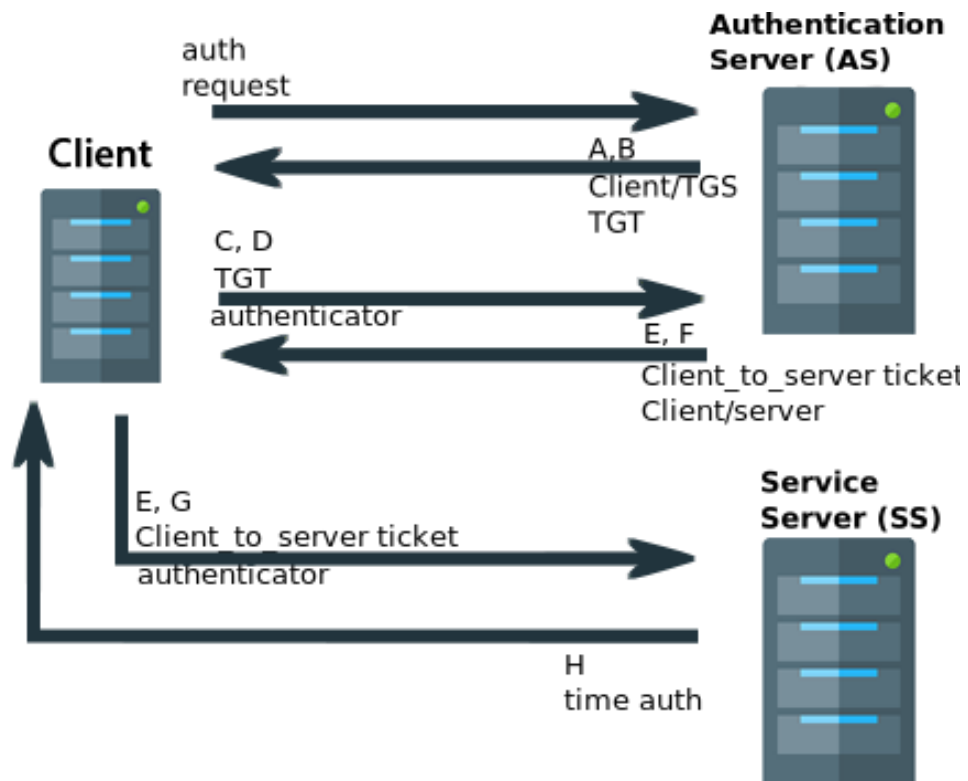 auth
request
Authentication
Server (AS)
Client
A,B
Client/TGS
TGT
C, D
TGT
authenticator
E, F
Client_to_server ticket
Client/server
E, G
Client_to_server ticket
authenticator
Service
Server (SS)
H
time auth